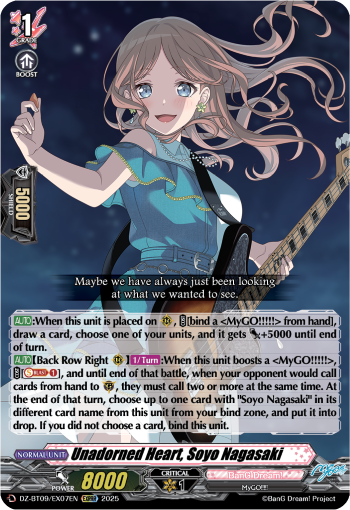 1
GRADE
BOOST
5000
SHIELD
Maybe we have always just been looking
at what we wanted to see.
AUTO:When this unit is placed on , [bind a <MyGO!!!!!> from hand],
draw a card, choose one of your units, and it gets +5000 until end
of turn.
AUTO【Back Row Right 】1/Turn:When this unit boosts a <MyGO!!!!!>,
[SOUL-BLAST 1], and until end of that battle, when your opponent would call
cards from hand to , they must call two or more at the same time. At
the end of that turn, choose up to one card with "Soyo Nagasaki" in its
different card name from this unit from your bind zone, and put it into
drop. If you did not choose a card, bind this unit.
NORMAL UNIT
Unadorned Heart, Soyo Nagasaki
POWER 8000
CRITICAL
1
BanG Dream!
MyGO!!!!!
D DZ-BT09/EX07EN EXRRR 2025
©BanG Dream! Project